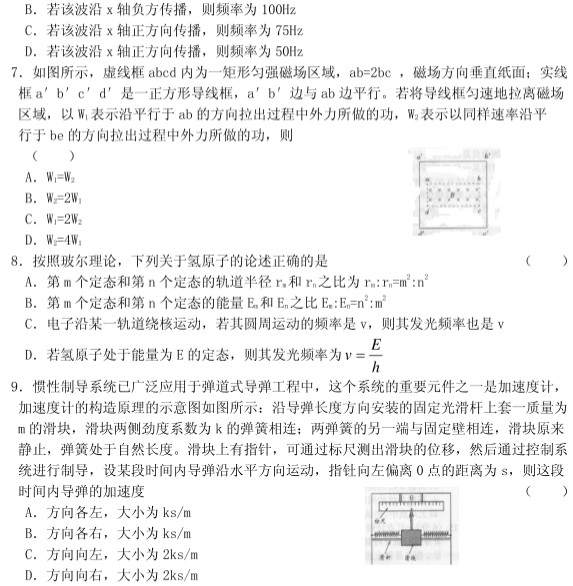 B. 若该波沿 x 轴负方传播，则频率为 100Hz
C. 若该波沿 x 轴正方向传播，则频率为 75Hz
D. 若该波沿 x 轴正方向传播，则频率为 50Hz
7. 如图所示，虚线框 abcd 内为一矩形匀强磁场区域，ab=2bc ，磁场方向垂直纸面；实线
框 a′b′c′d′是一正方形导线框，a′b′边与 ab 边平行。若将导线框匀速地拉离磁场
区域，以 W₁表示沿平行于 ab 的方向拉出过程中外力所做的功，W₂表示以同样速率沿平
行于 be 的方向拉出过程中外力所做的功，则
（ ）
A. W₁=W₂
B. W₂=2W₁
C. W₁=2W₂
D. W₂=4W₁
a′ b′
a b
B
d
8. 按照玻尔理论，下列关于氢原子的论述正确的是 （ ）
A. 第 m 个定态和第 n 个定态的轨道半径 rₘ和 rₙ之比为 rₘ:rₙ=m²:n²
B. 第 m 个定态和第 n 个定态的能量 Eₘ和 Eₙ之比 Eₘ:Eₙ=n²:m²
C. 电子沿某一轨道绕核运动，若其圆周运动的频率是 v，则其发光频率也是 v
D. 若氢原子处于能量为 E 的定态，则其发光频率为 v = E/h
9. 惯性制导系统已广泛应用于弹道式导弹工程中，这个系统的重要元件之一是加速度计，
加速度计的构造原理的示意图如图所示：沿导弹长度方向安装的固定光滑杆上套一质量为
m 的滑块，滑块两侧劲度系数为 k 的弹簧相连；两弹簧的另一端与固定壁相连，滑块原来
静止，弹簧处于自然长度。滑块上有指针，可通过标尺测出滑块的位移，然后通过控制系
统进行制导，设某段时间内导弹沿水平方向运动，指针向左偏离 O 点的距离为 s，则这段
时间内导弹的加速度 （ ）
A. 方向各左，大小为 ks/m
B. 方向各右，大小为 ks/m
C. 方向向左，大小为 2ks/m
D. 方向向右，大小为 2ks/m
0
标尺
滑杆 滑块